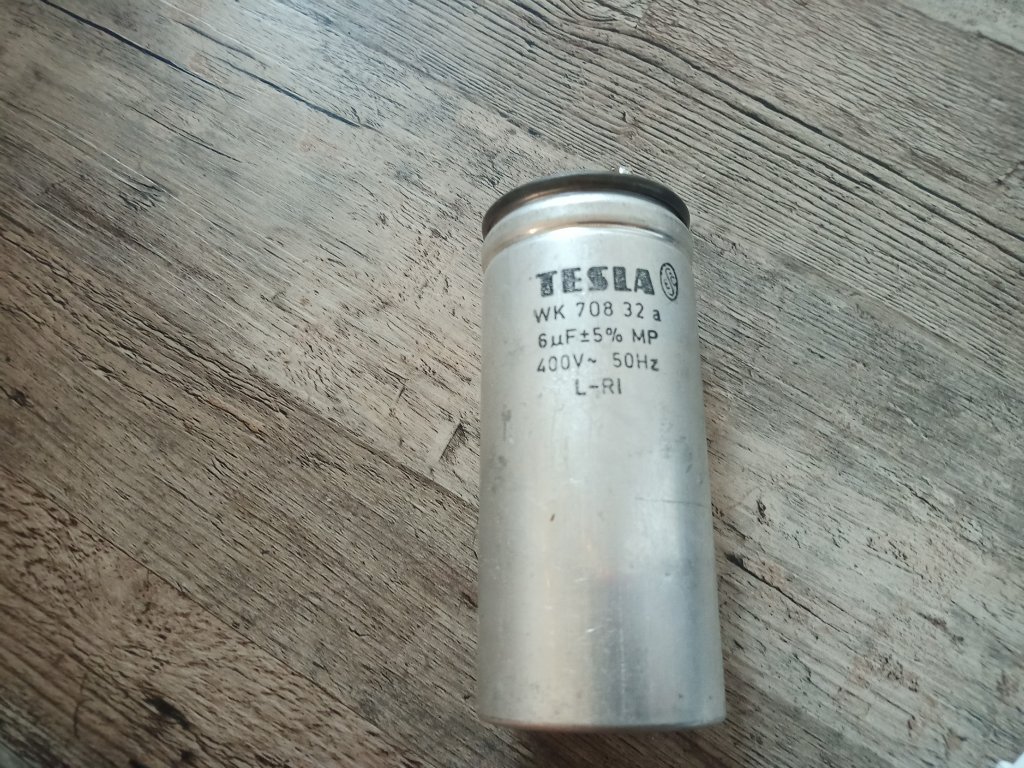 TESLA
WK 708 32 a
6µF±5% MP
400V~ 50Hz
L-RI